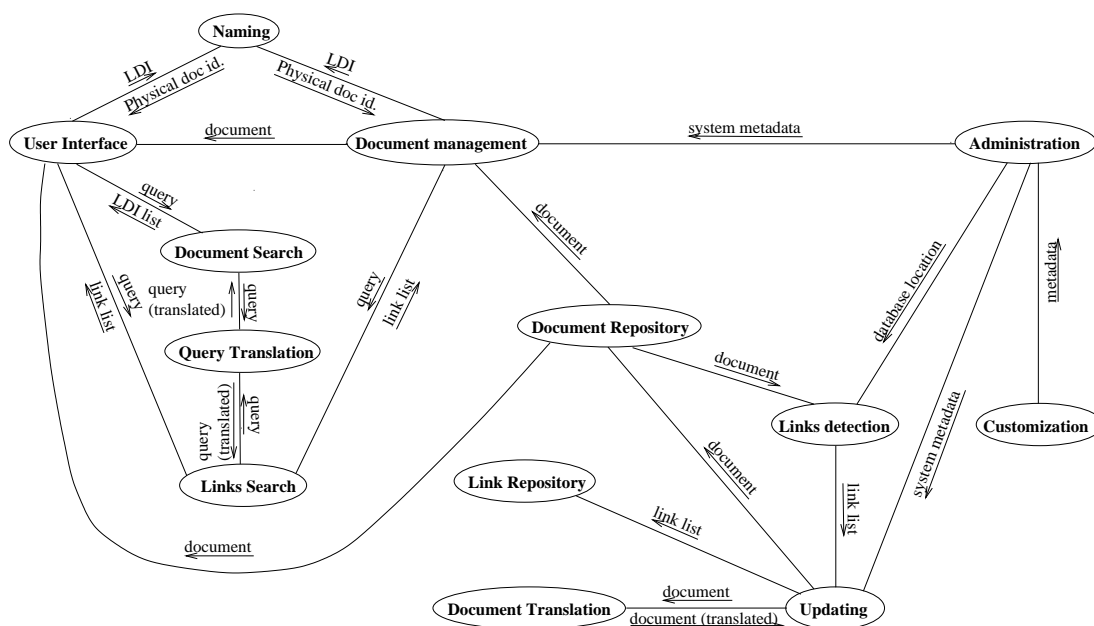 Naming
LDI
Physical doc id.
LDI
Physical doc id.
User Interface
document
Document management
system metadata
Administration
query
LDI list
document
Document Search
link list
query
query
(translated)
query
query
link list
database location
metadata
Document Repository
Query Translation
document
query
(translated)
query
Links detection
Customization
system metadata
document
Links Search
Link Repository
link list
link list
document
document
Document Translation
document (translated)
Updating